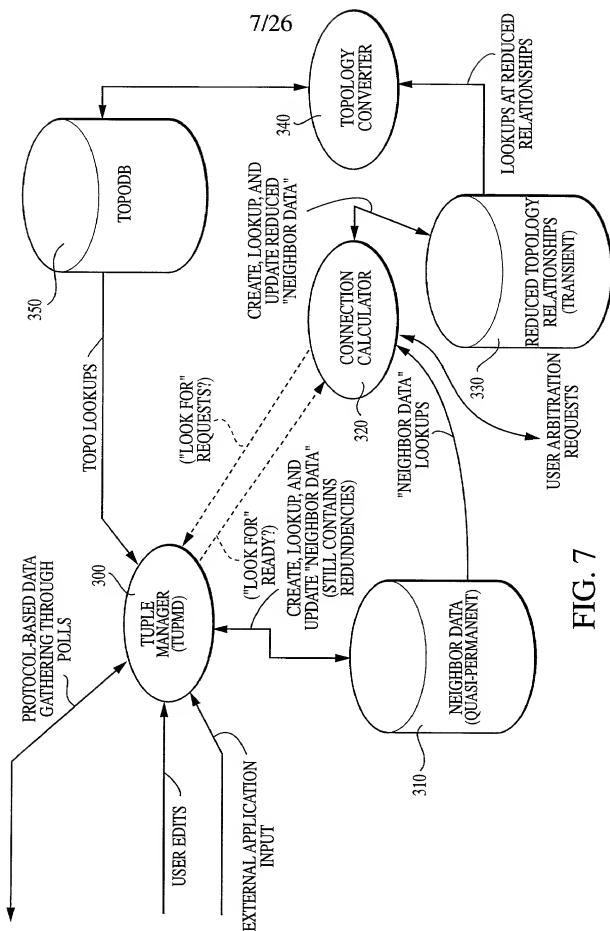 7/26
PROTOCOL-BASED DATA
GATHERING THROUGH
POLLS
USER EDITS
EXTERNAL APPLICATION
INPUT
300
TUPLE
MANAGER
(TUPMD)
TOPO LOOKUPS
350
TOPODB
("LOOK FOR"
REQUESTS?)
("LOOK FOR"
READY?)
CREATE, LOOKUP, AND
UPDATE "NEIGHBOR DATA"
(STILL CONTAINS
REDUNDENCIES)
310
NEIGHBOR DATA
(QUASI-PERMANENT)
320
CONNECTION
CALCULATOR
"NEIGHBOR DATA"
LOOKUPS
USER ARBITRATION
REQUESTS
CREATE, LOOKUP, AND
UPDATE REDUCED
"NEIGHBOR DATA"
330
REDUCED TOPOLOGY
RELATIONSHIPS
(TRANSIENT)
340
TOPOLOGY
CONVERTER
LOOKUPS AT REDUCED
RELATIONSHIPS
FIG. 7